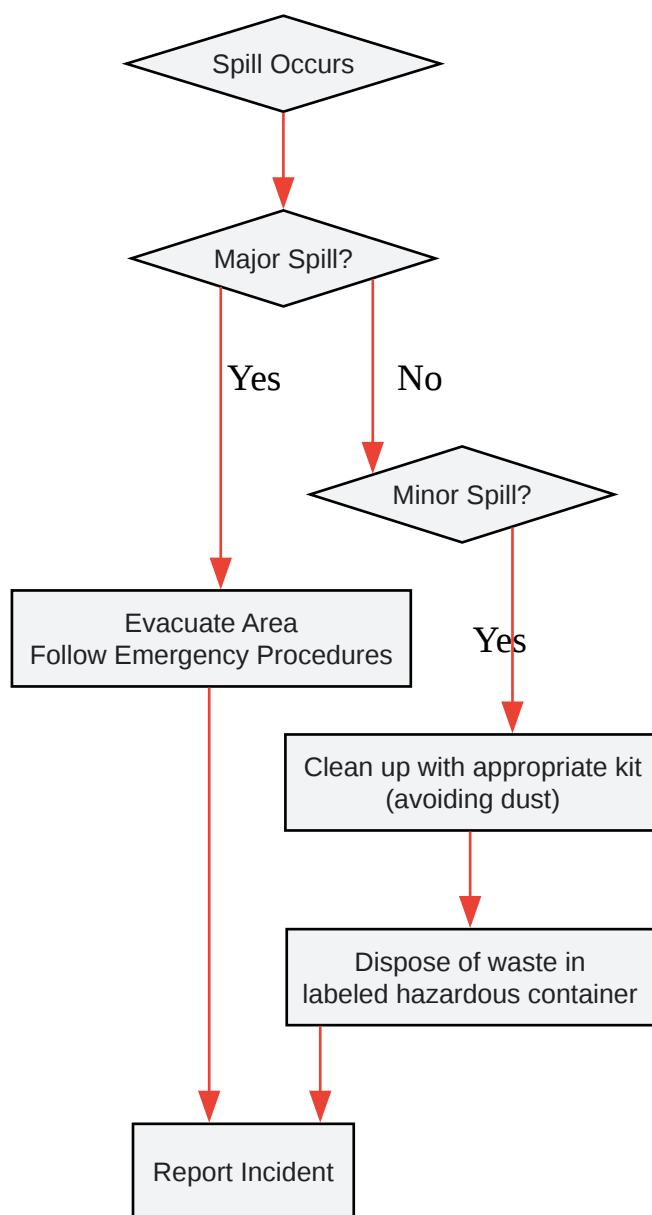 Spill Occurs
Major Spill?
Yes
No
Minor Spill?
Evacuate Area
Follow Emergency Procedures
Yes
Clean up with appropriate kit
(avoiding dust)
Dispose of waste in
labeled hazardous container
Report Incident